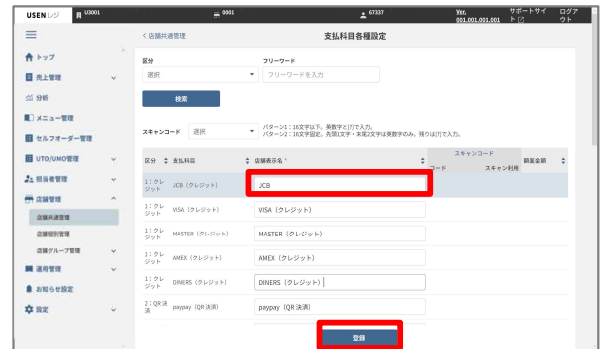 USEN レジ U3001 0001 67337 Ver. 001.001.001.001 サポートサイト ログアウト
< 店舗共通管理 支払科目各種設定
トップ
売上管理
分析
メニュー管理
セルフオーダー管理
UTO/UMO管理
担当者管理
店舗管理
店舗共通管理
店舗個別管理
店舗グループ管理
運用管理
お知らせ設定
設定
区分 フリーワード
選択 フリーワードを入力
検索
スキャンコード 選択
パターン1：16文字以下。英数字と[?]で入力。
パターン2：16文字固定。先頭1文字・末尾2文字は英数字のみ。残りは[?]で入力。
スキャンコード
区分 支払科目 店舗表示名 * コード スキャン利用 額面金額
1：クレジット JCB（クレジット） JCB
1：クレジット VISA（クレジット） VISA（クレジット）
1：クレジット MASTER（クレジット） MASTER（クレジット）
1：クレジット AMEX（クレジット） AMEX（クレジット）
1：クレジット DINERS（クレジット） DINERS（クレジット）
2：QR決済 paypay（QR決済） paypay（QR決済）
登録